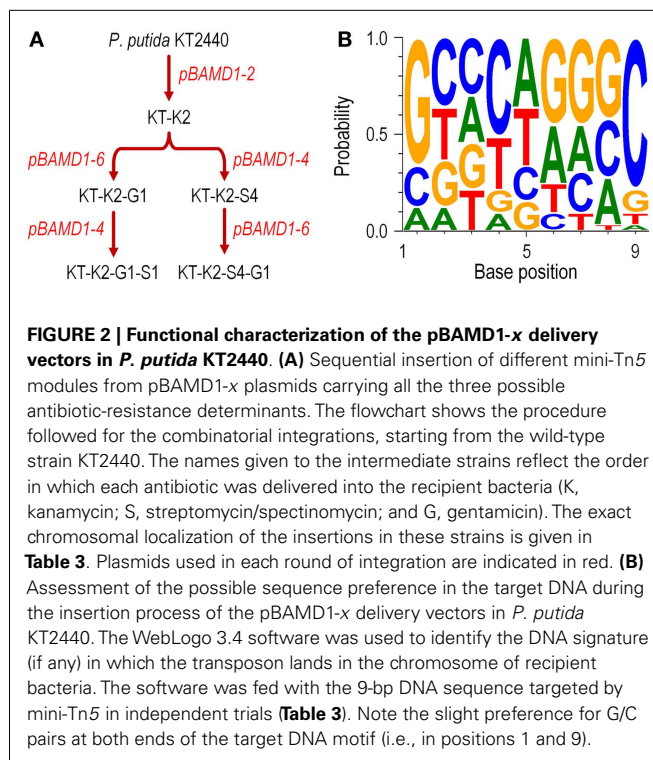 A
P. putida KT2440
pBAMD1-2
KT-K2
pBAMD1-6
pBAMD1-4
KT-K2-G1
KT-K2-S4
pBAMD1-4
pBAMD1-6
KT-K2-G1-S1
KT-K2-S4-G1
B
Probability
1.0
0.5
0.0
G C A
C T G A
C A G T
C T G A
A T C G
G A T C
G A C T
G C A T
C G T A
1 5 9
Base position
FIGURE 2 | Functional characterization of the pBAMD1-x delivery
vectors in P. putida KT2440. (A) Sequential insertion of different mini-Tn5
modules from pBAMD1-x plasmids carrying all the three possible
antibiotic-resistance determinants. The flowchart shows the procedure
followed for the combinatorial integrations, starting from the wild-type
strain KT2440. The names given to the intermediate strains reflect the order
in which each antibiotic was delivered into the recipient bacteria (K,
kanamycin; S, streptomycin/spectinomycin; and G, gentamicin). The exact
chromosomal localization of the insertions in these strains is given in
Table 3. Plasmids used in each round of integration are indicated in red. (B)
Assessment of the possible sequence preference in the target DNA during
the insertion process of the pBAMD1-x delivery vectors in P. putida
KT2440. The WebLogo 3.4 software was used to identify the DNA signature
(if any) in which the transposon lands in the chromosome of recipient
bacteria. The software was fed with the 9-bp DNA sequence targeted by
mini-Tn5 in independent trials (Table 3). Note the slight preference for G/C
pairs at both ends of the target DNA motif (i.e., in positions 1 and 9).